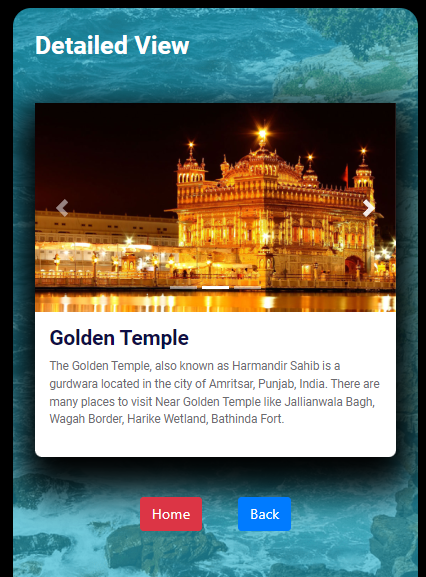 Detailed View
Golden Temple
The Golden Temple, also known as Harmandir Sahib is a
gurdwara located in the city of Amritsar, Punjab, India. There are
many places to visit Near Golden Temple like Jallianwala Bagh,
Wagah Border, Harike Wetland, Bathinda Fort.
Home
Back